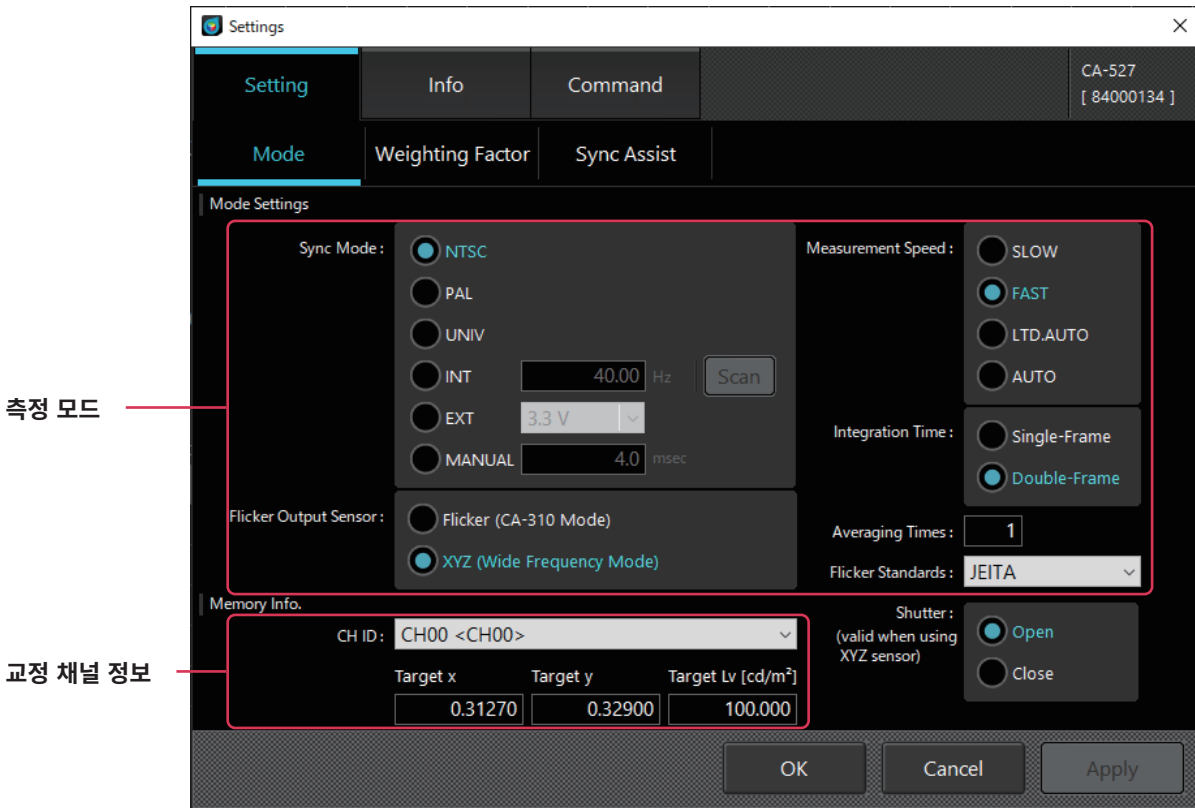 Settings
Setting Info Command
CA-527
[ 84000134 ]
Mode Weighting Factor Sync Assist
Mode Settings
측정 모드
Sync Mode :
NTSC
PAL
UNIV
INT 40.00 Hz Scan
EXT 3.3 V
MANUAL 4.0 msec
Flicker Output Sensor :
Flicker (CA-310 Mode)
XYZ (Wide Frequency Mode)
Measurement Speed :
SLOW
FAST
LTD.AUTO
AUTO
Integration Time :
Single-Frame
Double-Frame
Averaging Times : 1
Flicker Standards : JEITA
Memory Info.
교정 채널 정보
CH ID : CH00 <CH00>
Target x Target y Target Lv [cd/m²]
0.31270 0.32900 100.000
Shutter :
(valid when using
XYZ sensor)
Open
Close
OK Cancel Apply